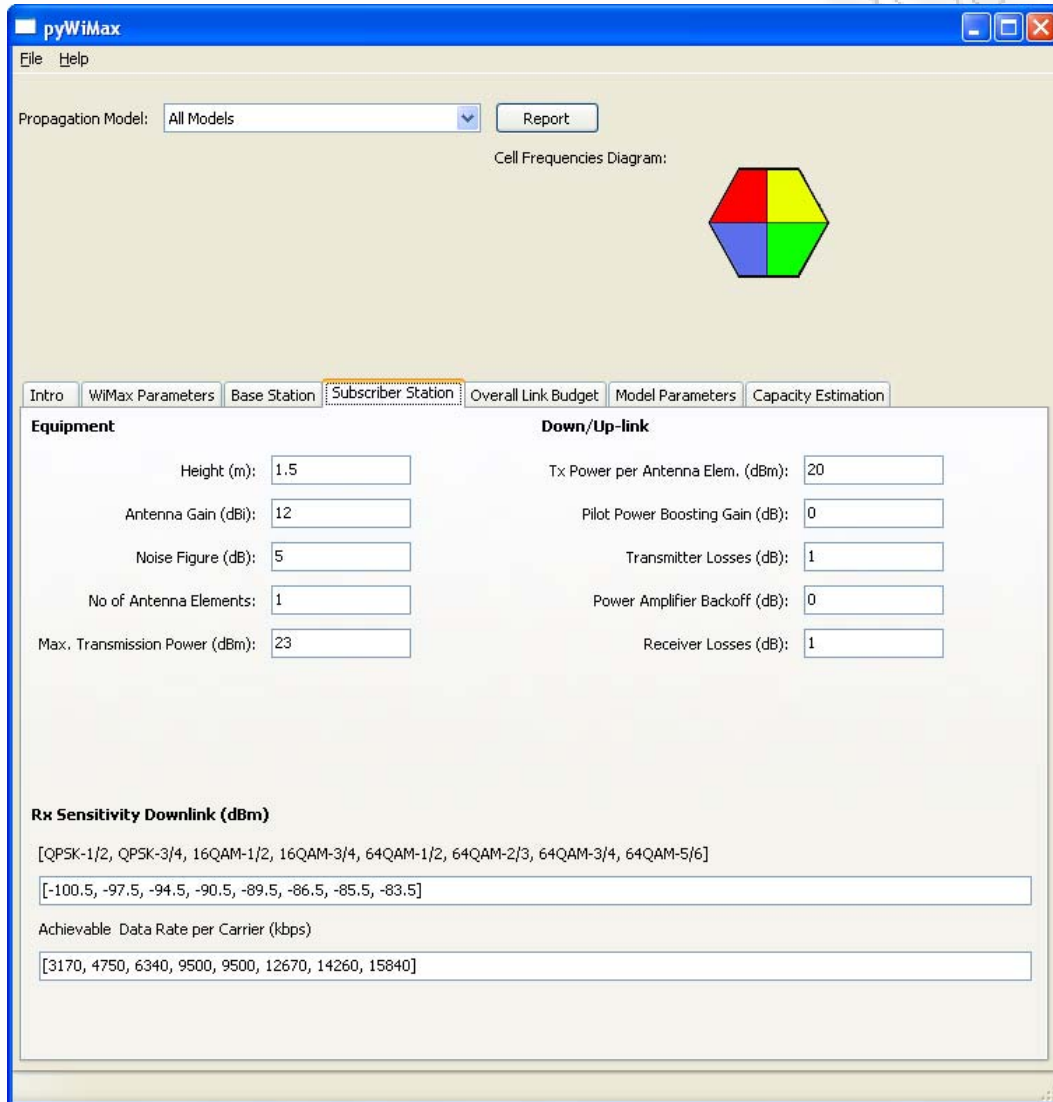 pyWiMax
File Help
Propagation Model: All Models Report
Cell Frequencies Diagram:
Intro WiMax Parameters Base Station Subscriber Station Overall Link Budget Model Parameters Capacity Estimation
Equipment
Height (m): 1.5
Antenna Gain (dBi): 12
Noise Figure (dB): 5
No of Antenna Elements: 1
Max. Transmission Power (dBm): 23
Down/Up-link
Tx Power per Antenna Elem. (dBm): 20
Pilot Power Boosting Gain (dB): 0
Transmitter Losses (dB): 1
Power Amplifier Backoff (dB): 0
Receiver Losses (dB): 1
Rx Sensitivity Downlink (dBm)
[QPSK-1/2, QPSK-3/4, 16QAM-1/2, 16QAM-3/4, 64QAM-1/2, 64QAM-2/3, 64QAM-3/4, 64QAM-5/6]
[-100.5, -97.5, -94.5, -90.5, -89.5, -86.5, -85.5, -83.5]
Achievable Data Rate per Carrier (kbps)
[3170, 4750, 6340, 9500, 9500, 12670, 14260, 15840]